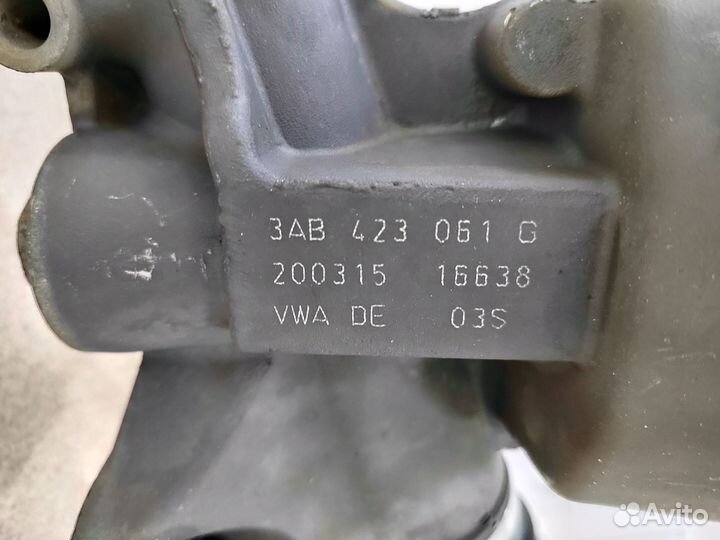 3AB 423 061 G
200315 16638
VWA DE 03S
Avito